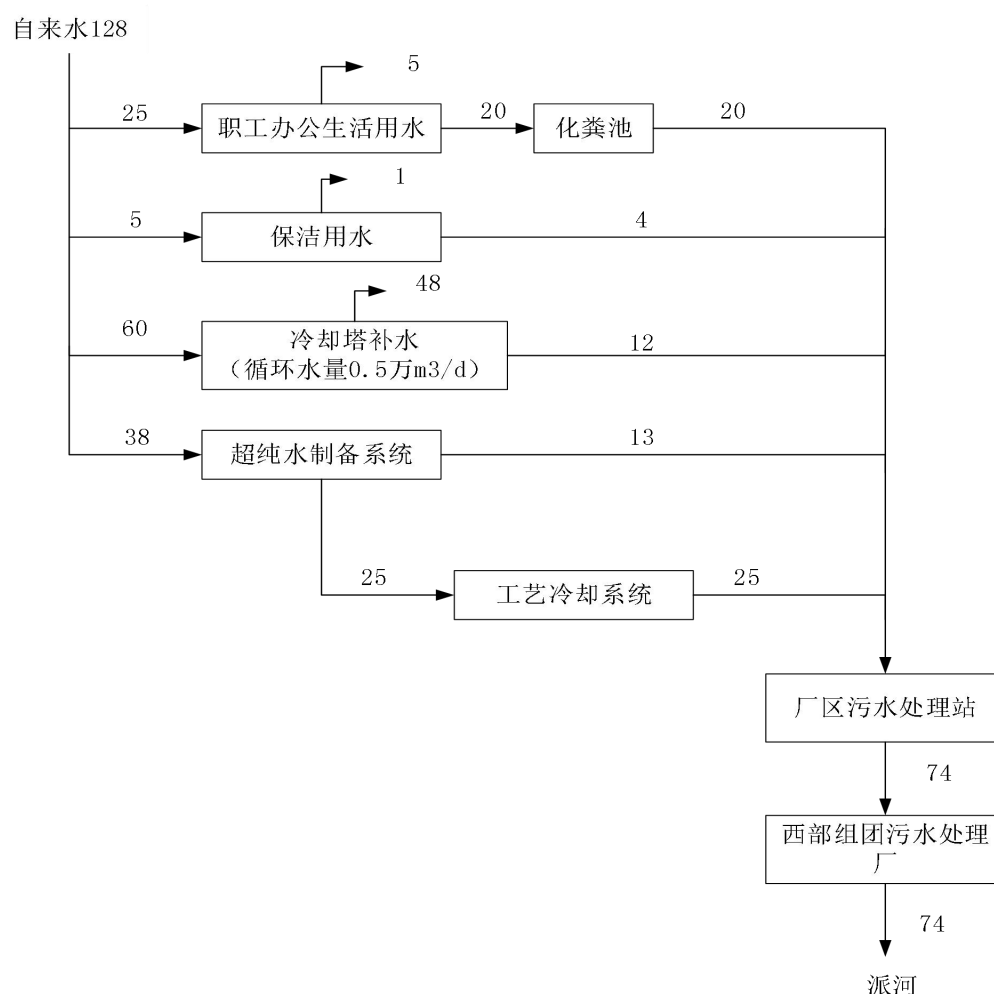 自来水128
5
25
职工办公生活用水
20
化粪池
20
1
5
保洁用水
4
48
60
冷却塔补水
（循环水量0.5万m3/d）
12
38
超纯水制备系统
13
25
工艺冷却系统
25
厂区污水处理站
74
西部组团污水处理
厂
74
派河